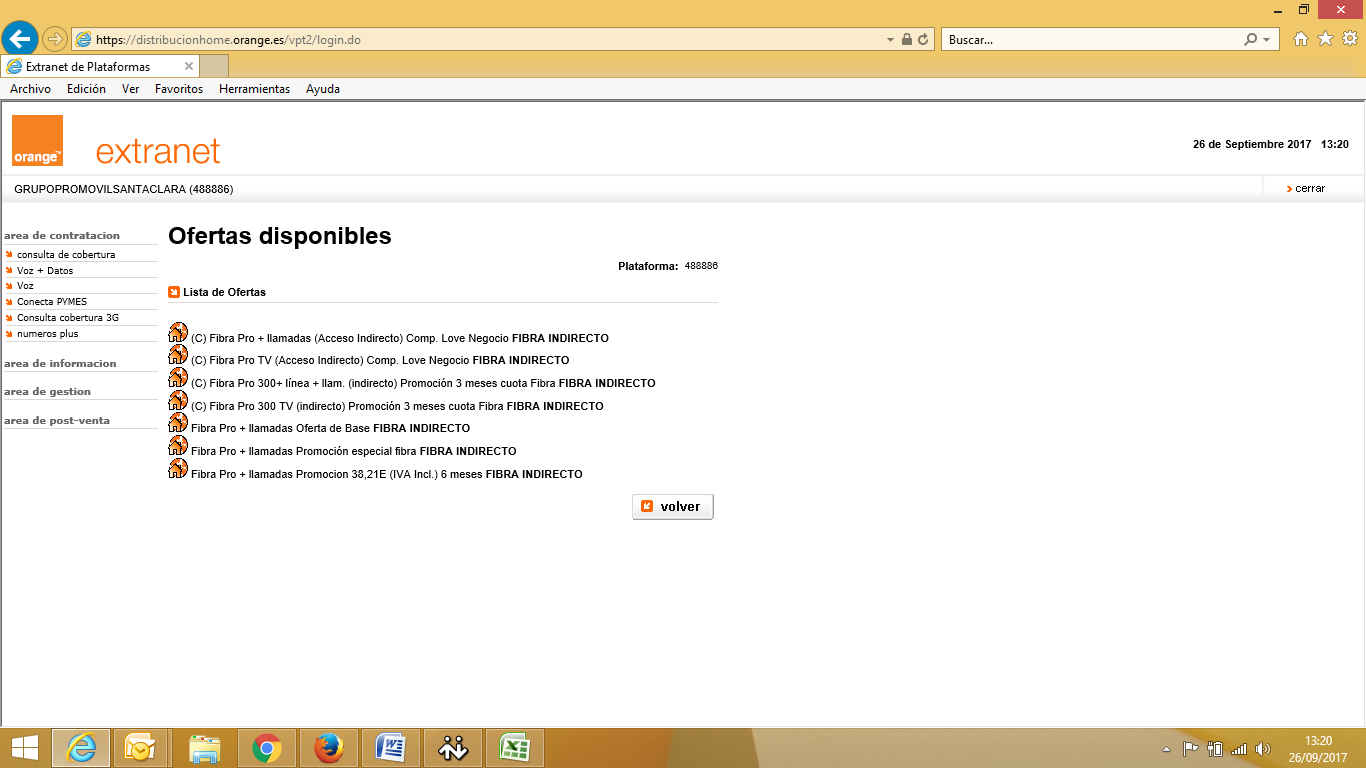 https://distribucionhome.orange.es/vpt2/login.do
Buscar...
Extranet de Plataformas
Archivo Edición Ver Favoritos Herramientas Ayuda
orange™
extranet
26 de Septiembre 2017 13:20
GRUPOPROMOVILSANTACLARA (488886)
cerrar
area de contratacion
consulta de cobertura
Voz + Datos
Voz
Conecta PYMES
Consulta cobertura 3G
numeros plus
area de informacion
area de gestion
area de post-venta
Ofertas disponibles
Plataforma: 488886
Lista de Ofertas
(C) Fibra Pro + llamadas (Acceso Indirecto) Comp. Love Negocio FIBRA INDIRECTO
(C) Fibra Pro TV (Acceso Indirecto) Comp. Love Negocio FIBRA INDIRECTO
(C) Fibra Pro 300+ línea + llam. (indirecto) Promoción 3 meses cuota Fibra FIBRA INDIRECTO
(C) Fibra Pro 300 TV (indirecto) Promoción 3 meses cuota Fibra FIBRA INDIRECTO
Fibra Pro + llamadas Oferta de Base FIBRA INDIRECTO
Fibra Pro + llamadas Promoción especial fibra FIBRA INDIRECTO
Fibra Pro + llamadas Promocion 38,21E (IVA Incl.) 6 meses FIBRA INDIRECTO
volver
13:20
26/09/2017